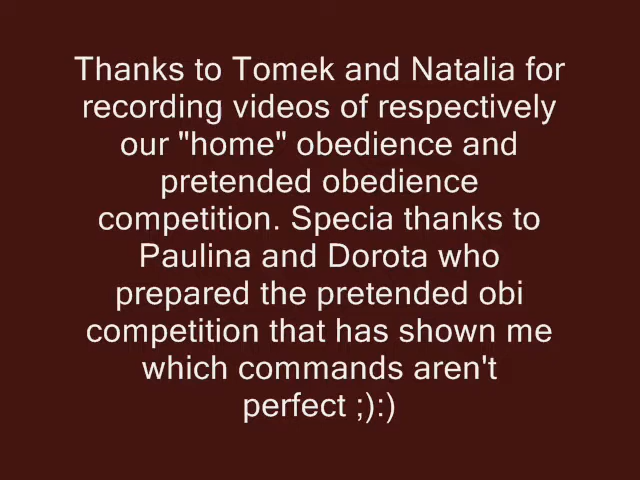 Thanks to Tomek and Natalia for
recording videos of respectively
our "home" obedience and
pretended obedience
competition. Specia thanks to
Paulina and Dorota who
prepared the pretended obi
competition that has shown me
which commands aren't
perfect ;):)